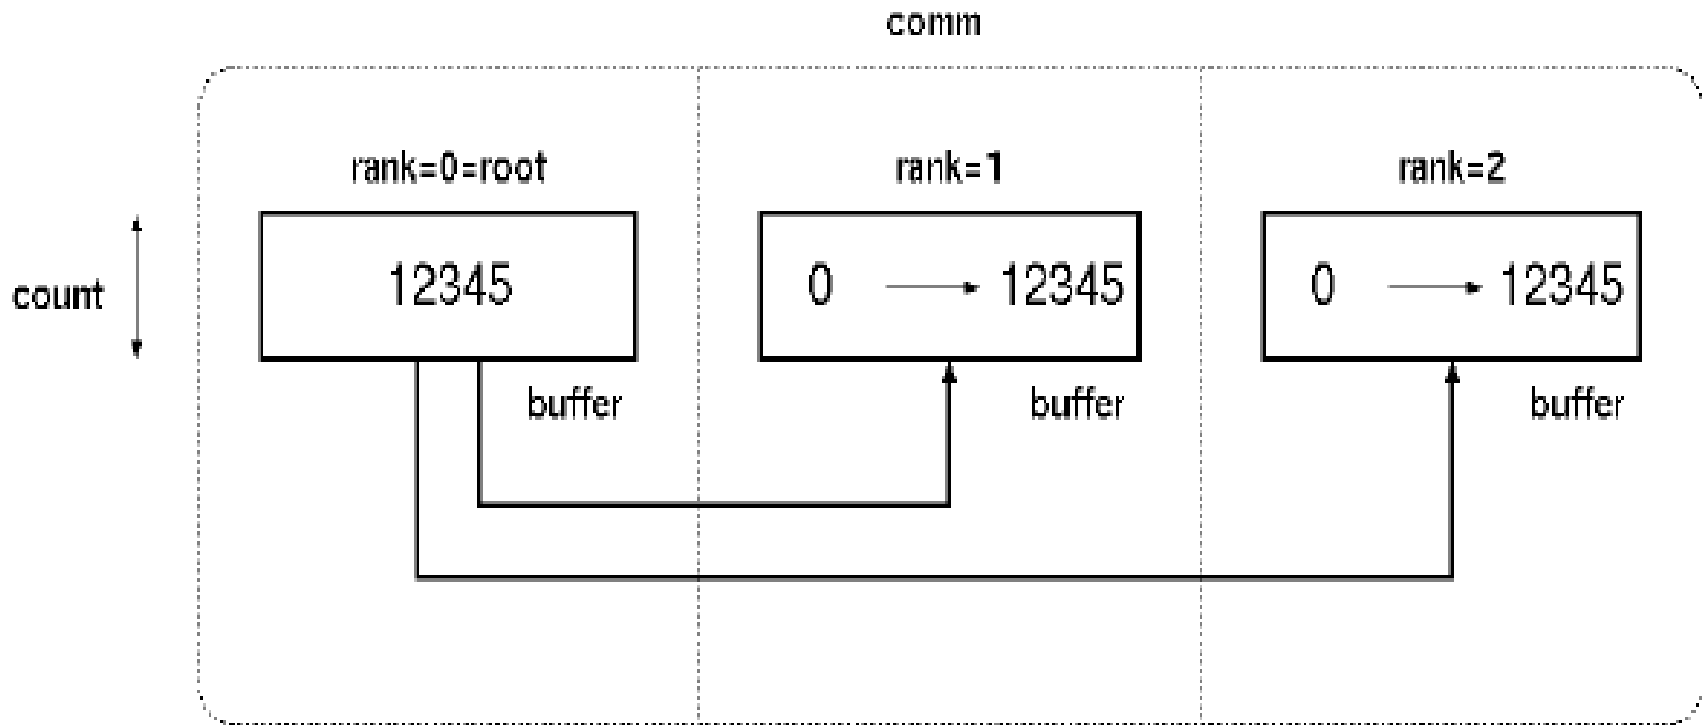 comm
rank=0=root
rank=1
rank=2
count
12345
0 12345
0 12345
buffer
buffer
buffer